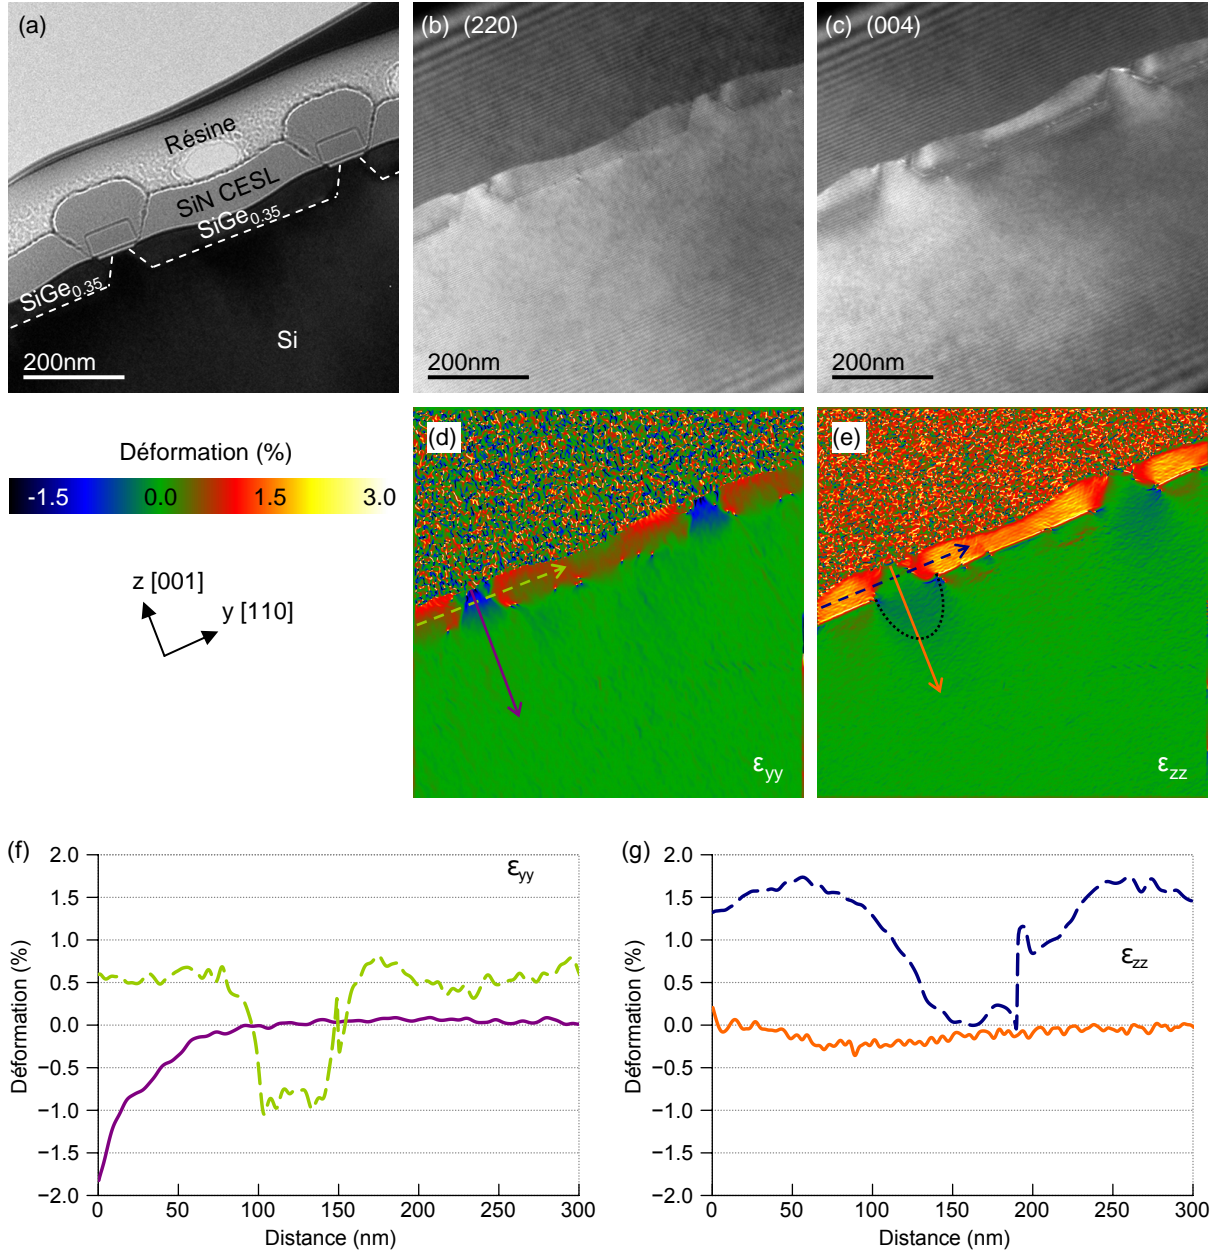 (a)
Résine
SiN CESL
SiGe0.35
SiGe0.35
Si
200nm
(b) (220)
200nm
(c) (004)
200nm
Déformation (%)
-1.5 0.0 1.5 3.0
z [001]
y [110]
(d)
εyy
(e)
εzz
(f)
εyy
Déformation (%)
2.0
1.5
1.0
0.5
0.0
−0.5
−1.0
−1.5
−2.0
0 50 100 150 200 250 300
Distance (nm)
(g)
εzz
Déformation (%)
2.0
1.5
1.0
0.5
0.0
−0.5
−1.0
−1.5
−2.0
0 50 100 150 200 250 300
Distance (nm)